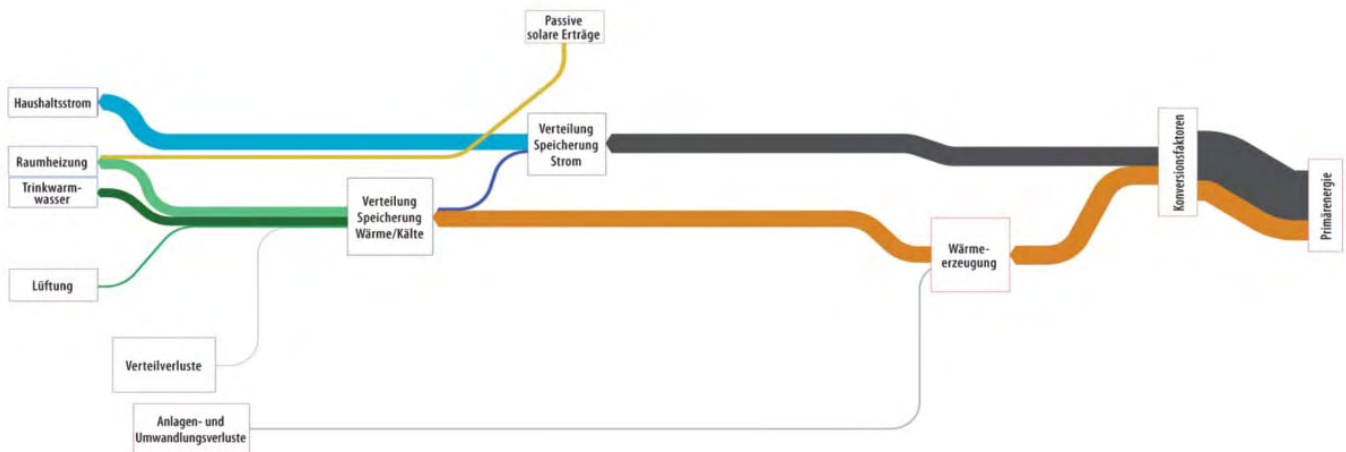 Passive
solare Erträge
Haushaltsstrom
Verteilung
Speicherung
Strom
Konversionsfaktoren
Raumheizung
Trinkwarm-
wasser
Verteilung
Speicherung
Wärme/Kälte
Primärenergie
Wärme-
erzeugung
Lüftung
Verteilverluste
Anlagen- und
Umwandlungsverluste